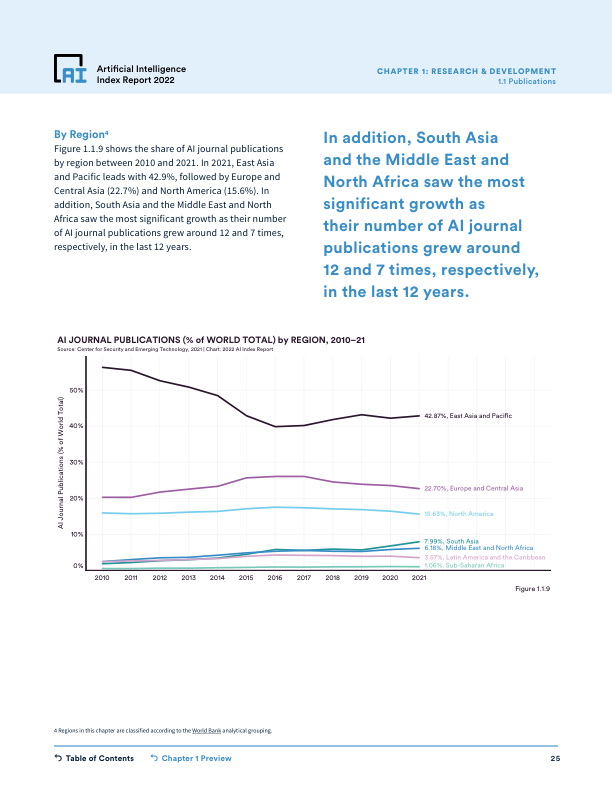 AI
Artificial Intelligence
Index Report 2022
CHAPTER 1: RESEARCH & DEVELOPMENT
1.1 Publications
By Region4
Figure 1.1.9 shows the share of AI journal publications
by region between 2010 and 2021. In 2021, East Asia
and Pacific leads with 42.9%, followed by Europe and
Central Asia (22.7%) and North America (15.6%). In
addition, South Asia and the Middle East and North
Africa saw the most significant growth as their number
of AI journal publications grew around 12 and 7 times,
respectively, in the last 12 years.
In addition, South Asia
and the Middle East and
North Africa saw the most
significant growth as
their number of AI journal
publications grew around
12 and 7 times, respectively,
in the last 12 years.
AI JOURNAL PUBLICATIONS (% of WORLD TOTAL) by REGION, 2010–21
Source: Center for Security and Emerging Technology, 2021 | Chart: 2022 AI Index Report
AI Journal Publications (% of World Total)
50%
40%
30%
20%
10%
0%
42.87%, East Asia and Pacific
22.70%, Europe and Central Asia
15.63%, North America
7.99%, South Asia
6.18%, Middle East and North Africa
3.57%, Latin America and the Caribbean
1.06%, Sub-Saharan Africa
2010 2011 2012 2013 2014 2015 2016 2017 2018 2019 2020 2021
Figure 1.1.9
4 Regions in this chapter are classified according to the World Bank analytical grouping.
Table of Contents
Chapter 1 Preview
25